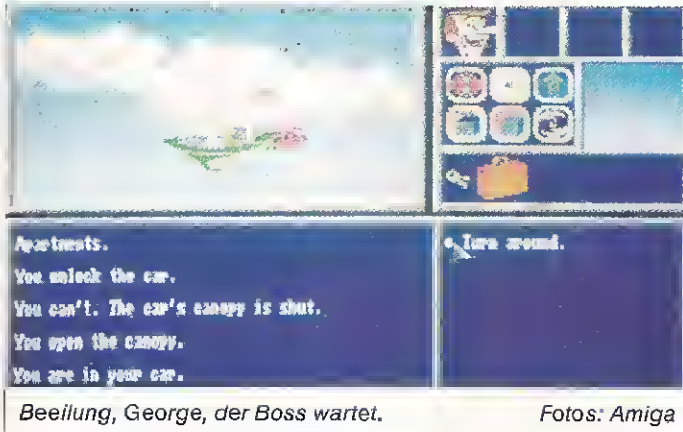 Apartments.
You unlock the car.
You can't. The car's canopy is shut.
You open the canopy.
You are in your car.
Turn around.
Beeilung, George, der Boss wartet.
Fotos: Amiga